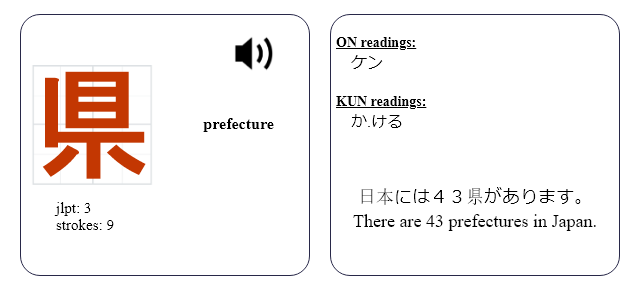 県
prefecture
jlpt: 3
strokes: 9
ON readings:
ケン
KUN readings:
か.ける
日本には４３県があります。
There are 43 prefectures in Japan.